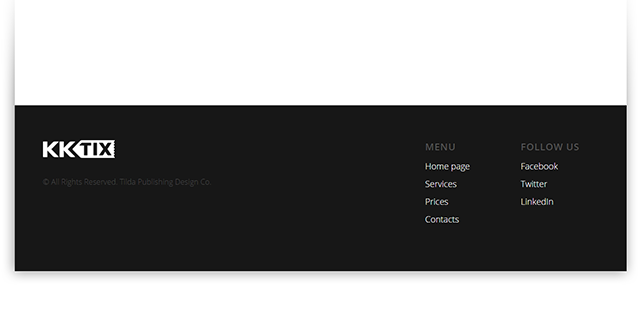 KKTIX
© All Rights Reserved. Tilda Publishing Design Co.
MENU
Home page
Services
Prices
Contacts
FOLLOW US
Facebook
Twitter
LinkedIn